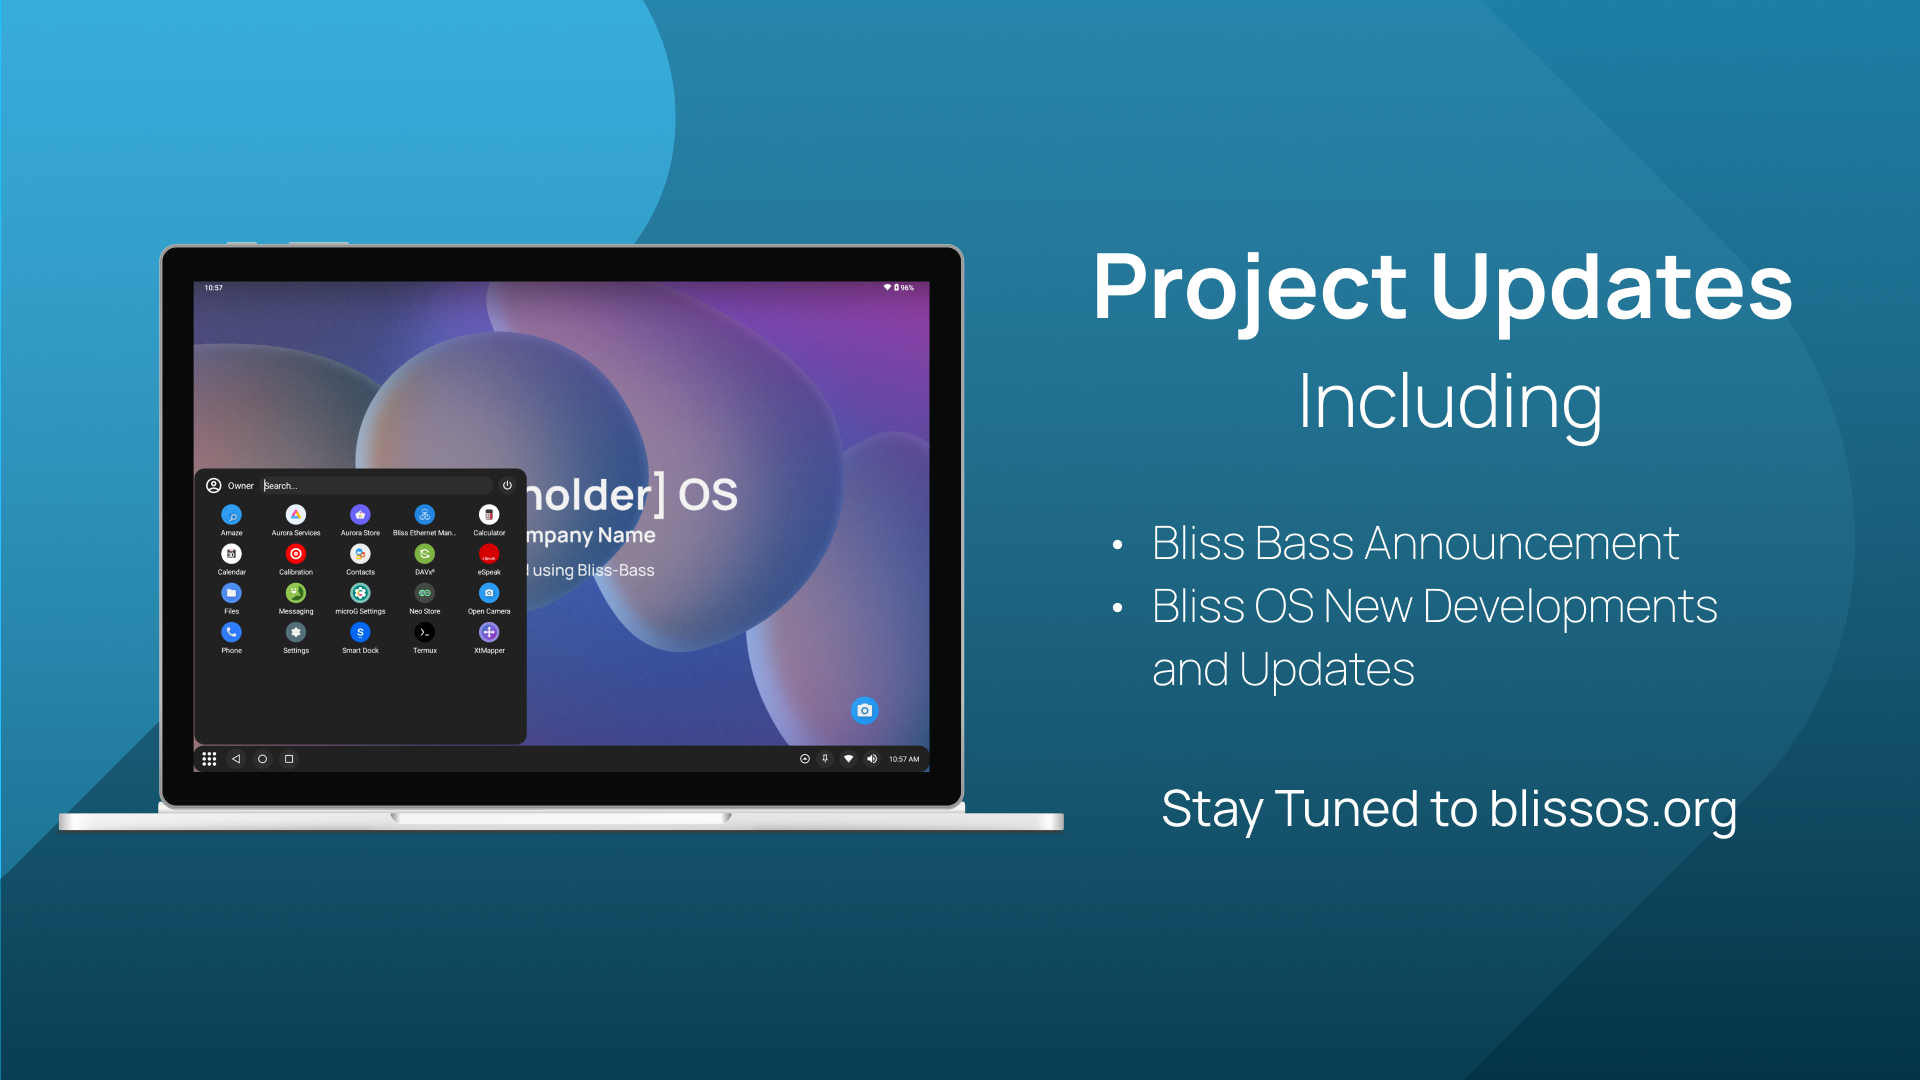 10:57
96%
holder] OS
mpany Name
using Bliss-Bass
Owner
Search...
Amaze
Aurora Services
Aurora Store
Bliss Ethernet Man...
Calculator
Calendar
Calibration
Contacts
DAVx⁵
eSpeak
Files
Messaging
microG Settings
Neo Store
Open Camera
Phone
Settings
Smart Dock
Termux
XtMapper
10:57 AM
Project Updates
Including
• Bliss Bass Announcement
• Bliss OS New Developments
and Updates
Stay Tuned to blissos.org